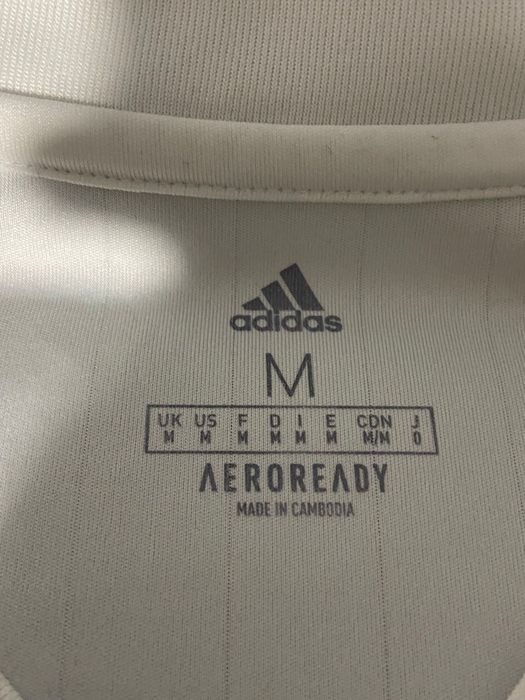 adidas
M
UK US F D I E CDN J
M M M M M M M/M O
AEROREADY
MADE IN CAMBODIA